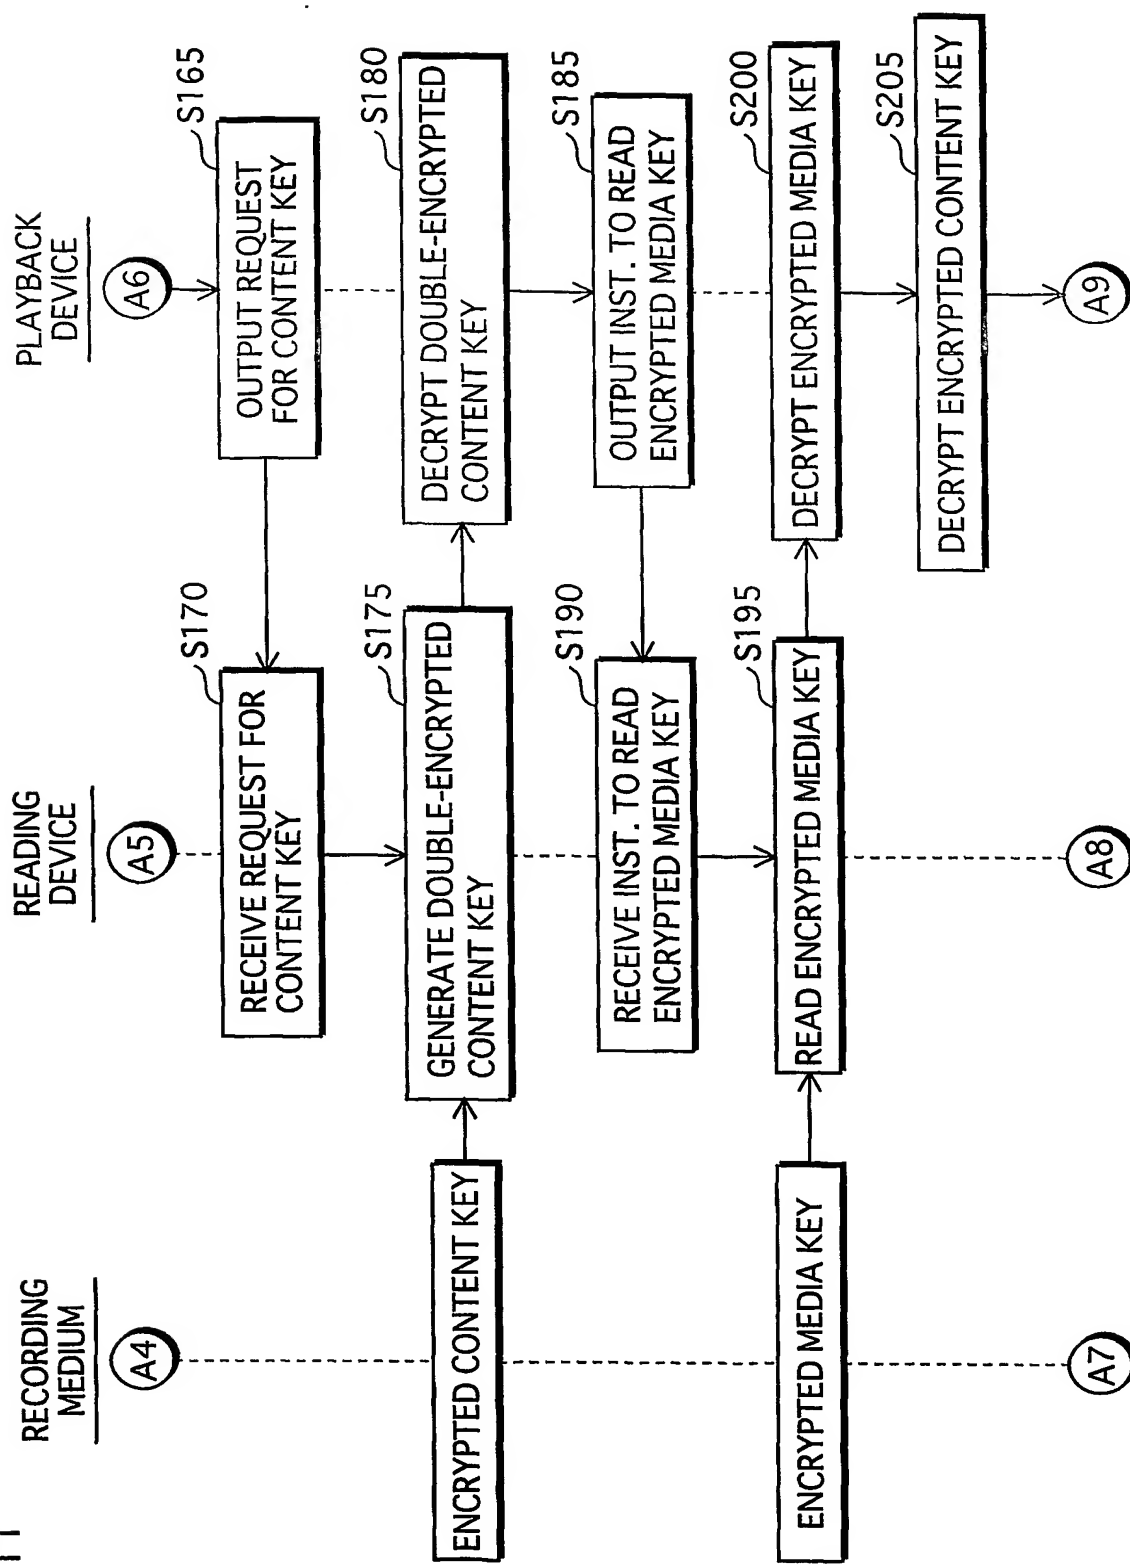 RECORDING
MEDIUM
READING
DEVICE
PLAYBACK
DEVICE
A4
A5
A6
S165
OUTPUT REQUEST
FOR CONTENT KEY
S170
RECEIVE REQUEST FOR
CONTENT KEY
ENCRYPTED CONTENT KEY
S175
GENERATE DOUBLE-ENCRYPTED
CONTENT KEY
S180
DECRYPT DOUBLE-ENCRYPTED
CONTENT KEY
S185
OUTPUT INST. TO READ
ENCRYPTED MEDIA KEY
S190
RECEIVE INST. TO READ
ENCRYPTED MEDIA KEY
ENCRYPTED MEDIA KEY
S195
READ ENCRYPTED MEDIA KEY
S200
DECRYPT ENCRYPTED MEDIA KEY
S205
DECRYPT ENCRYPTED CONTENT KEY
A7
A8
A9